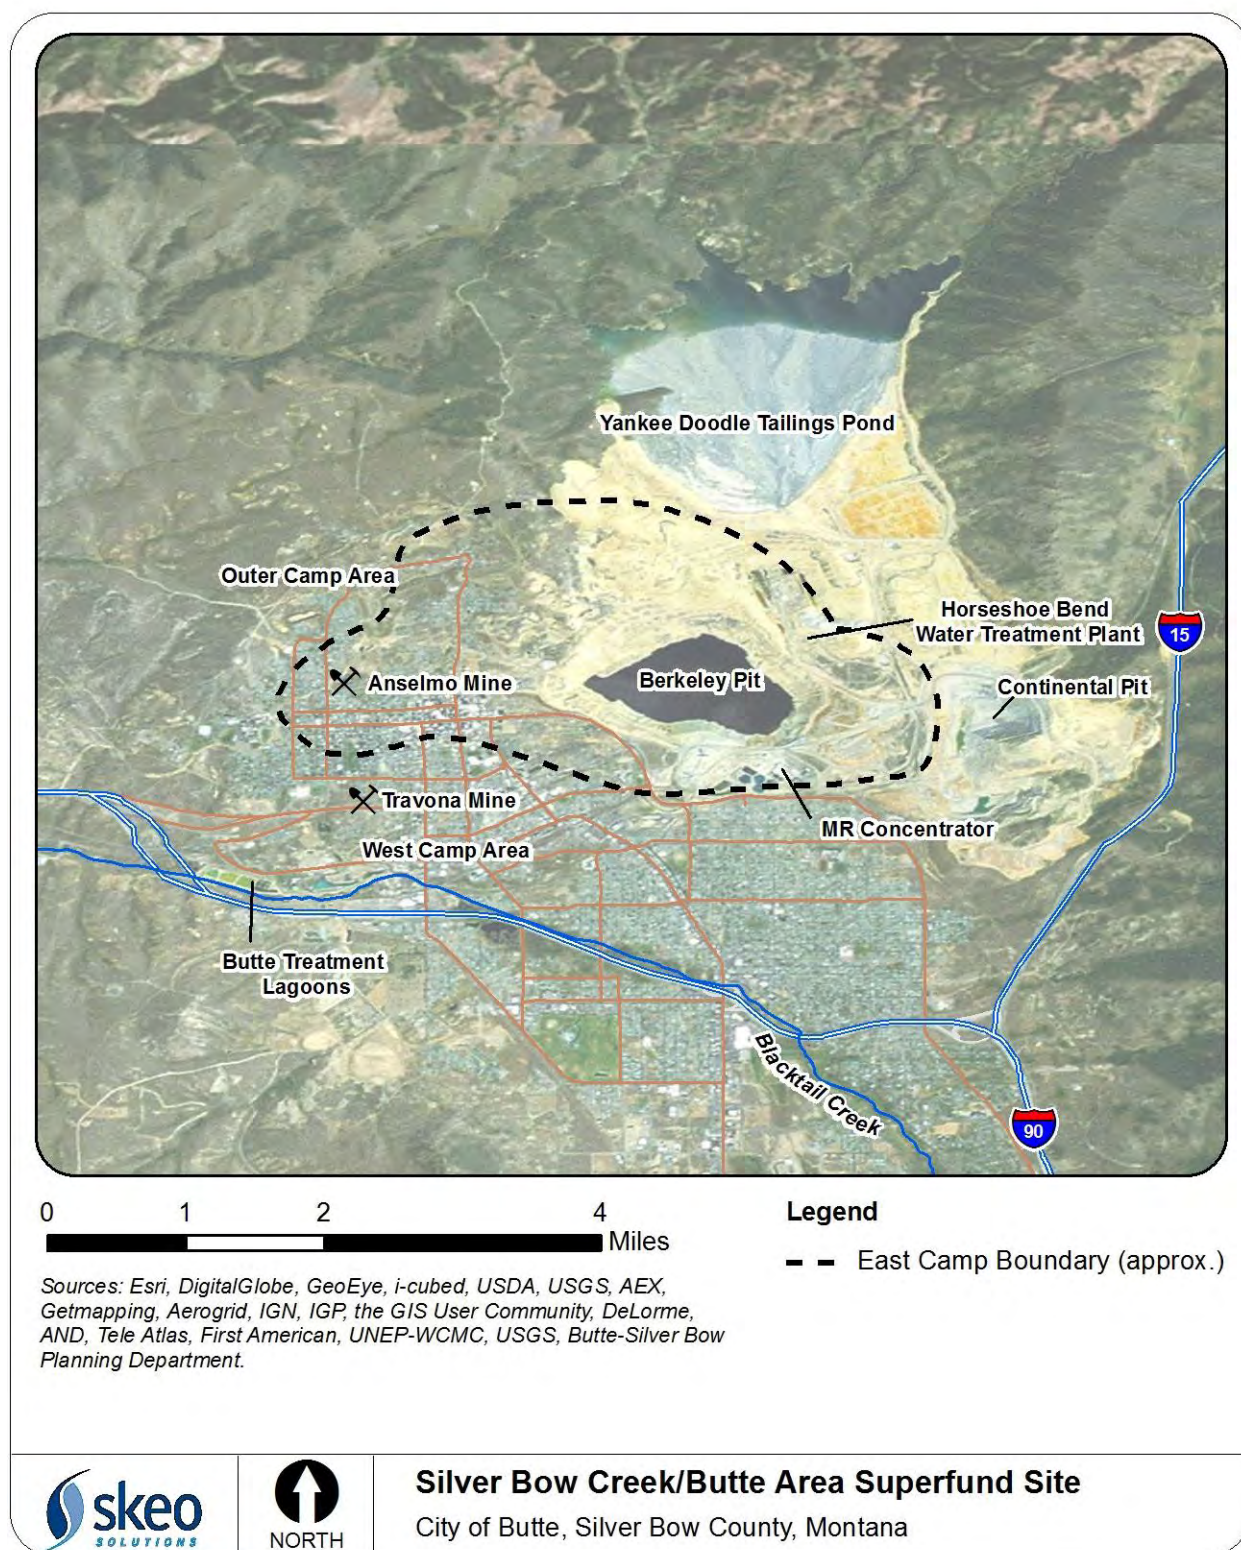 Yankee Doodle Tailings Pond
Outer Camp Area
Horseshoe Bend
Water Treatment Plant
15
Anselmo Mine
Berkeley Pit
Continental Pit
Travona Mine
MR Concentrator
West Camp Area
Butte Treatment
Lagoons
Blacktail Creek
90
0 1 2 4
Miles
Legend
East Camp Boundary (approx.)
Sources: Esri, DigitalGlobe, GeoEye, i-cubed, USDA, USGS, AEX,
Getmapping, Aerogrid, IGN, IGP, the GIS User Community, DeLorme,
AND, Tele Atlas, First American, UNEP-WCMC, USGS, Butte-Silver Bow
Planning Department.
skeo
SOLUTIONS
NORTH
Silver Bow Creek/Butte Area Superfund Site
City of Butte, Silver Bow County, Montana